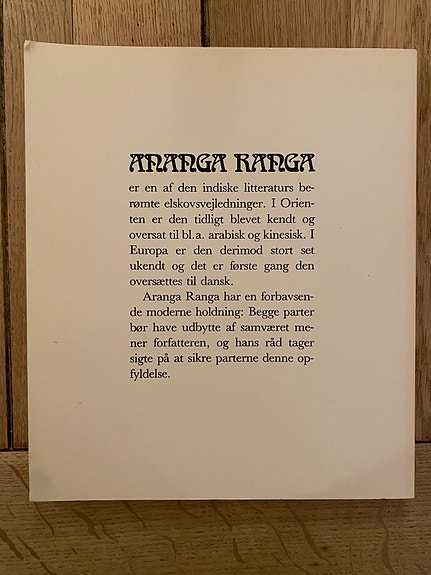 ANANGA RANGA
er en af den indiske litteraturs be-
rømte elskovsvejledninger. I Orien-
ten er den tidligt blevet kendt og
oversat til bl.a. arabisk og kinesisk. I
Europa er den derimod stort set
ukendt og det er første gang den
oversættes til dansk.
Aranga Ranga har en forbavsen-
de moderne holdning: Begge parter
bør have udbytte af samværet me-
ner forfatteren, og hans råd tager
sigte på at sikre parterne denne op-
fyldelse.